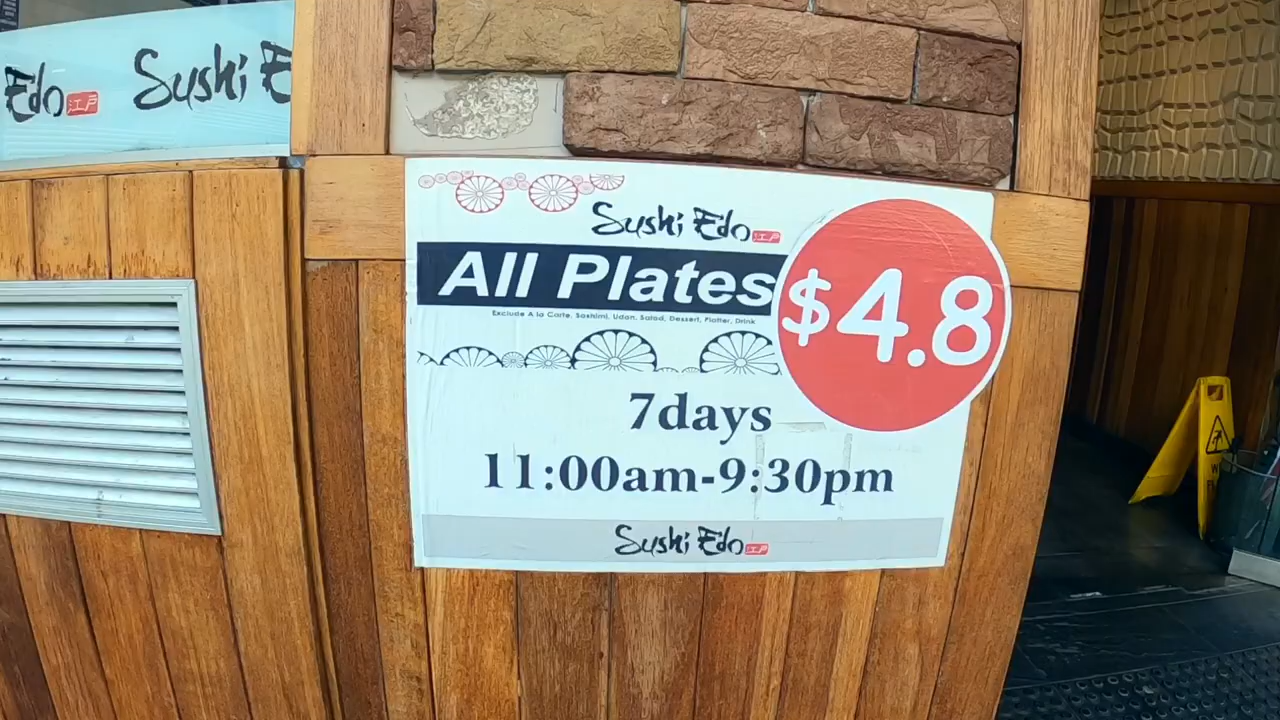 Edo 江戸 Sushi E
Sushi Edo 江戸
All Plates
$4.8
Exclude A la Carte, Sashimi, Udon, Salad, Dessert, Platter, Drink
7days
11:00am-9:30pm
Sushi Edo 江戸